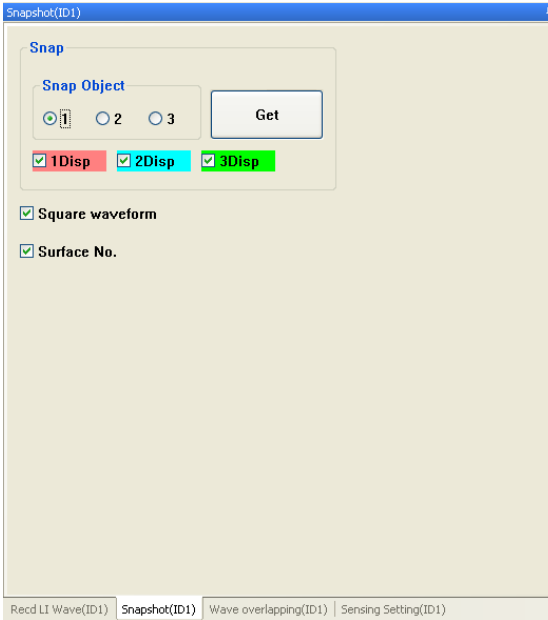 Snapshot(ID1)
Snap
Snap Object
1 2 3
Get
1Disp 2Disp 3Disp
Square waveform
Surface No.
Recd LI Wave(ID1) Snapshot(ID1) Wave overlapping(ID1) Sensing Setting(ID1)